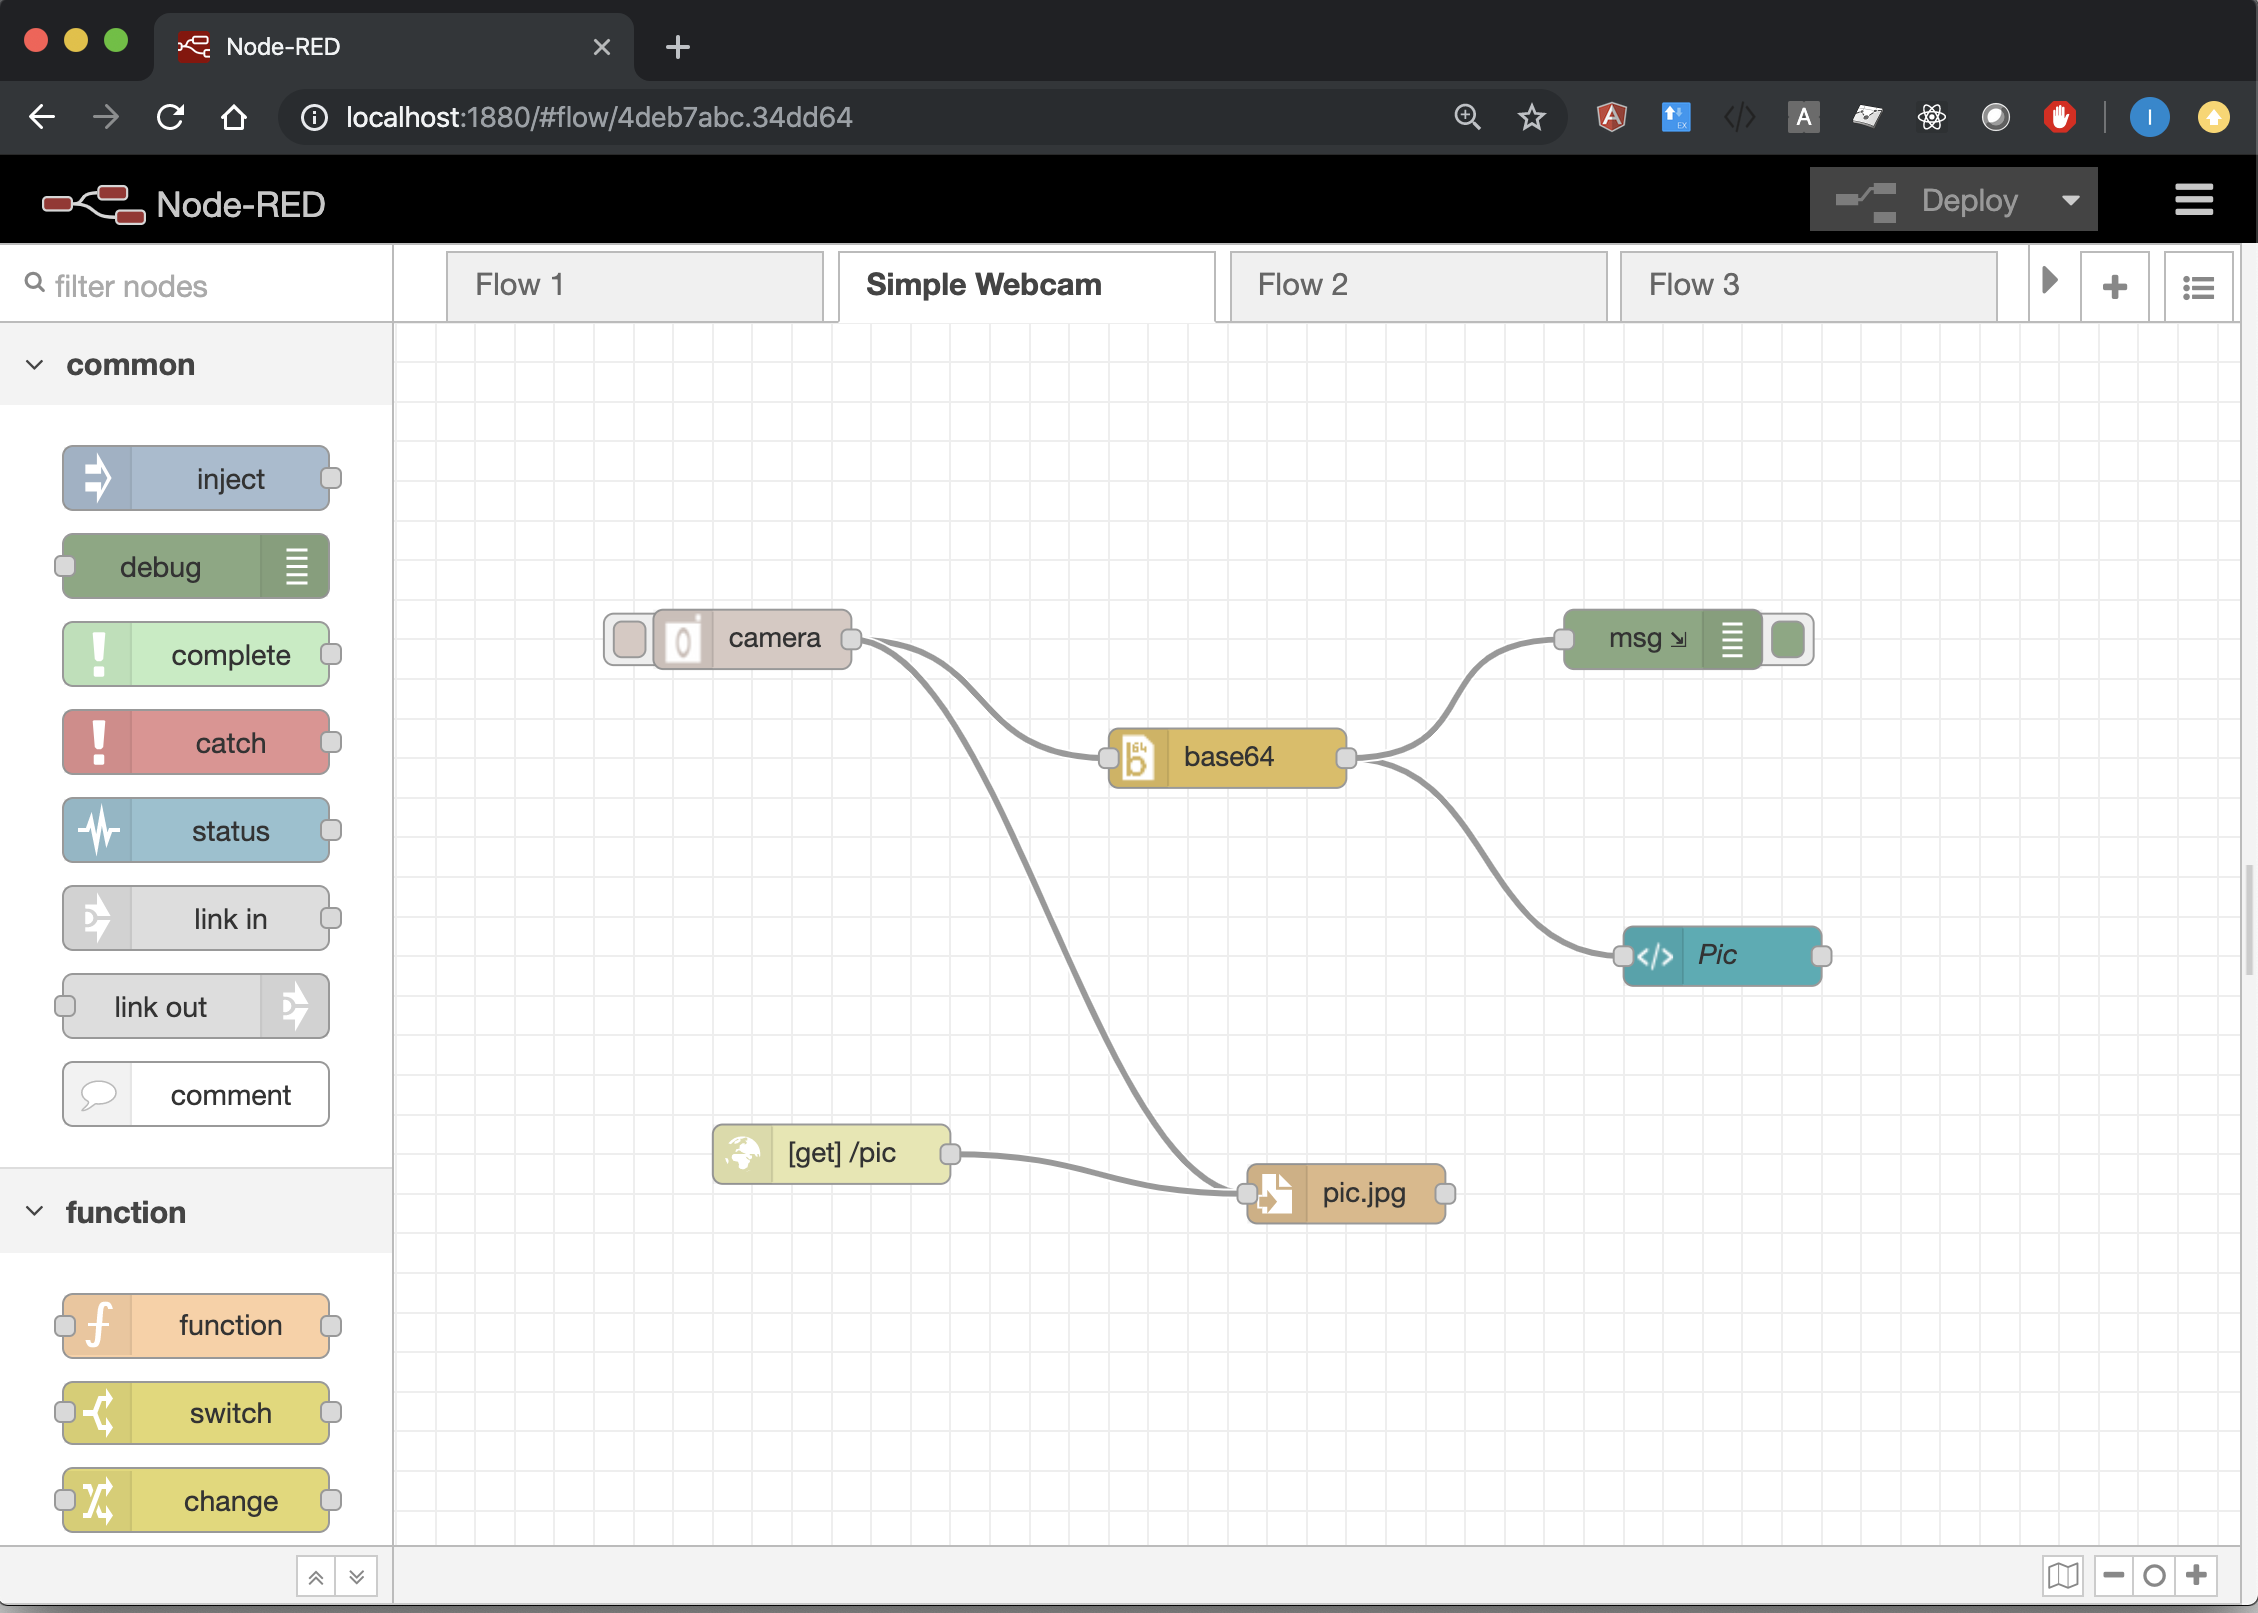 Node-RED
localhost:1880/#flow/4deb7abc.34dd64
EX
A
I
Node-RED
Deploy
filter nodes
Flow 1
Simple Webcam
Flow 2
Flow 3
common
inject
debug
complete
catch
status
link in
link out
comment
function
function
switch
change
camera
msg
64
b
base64
Pic
[get] /pic
pic.jpg